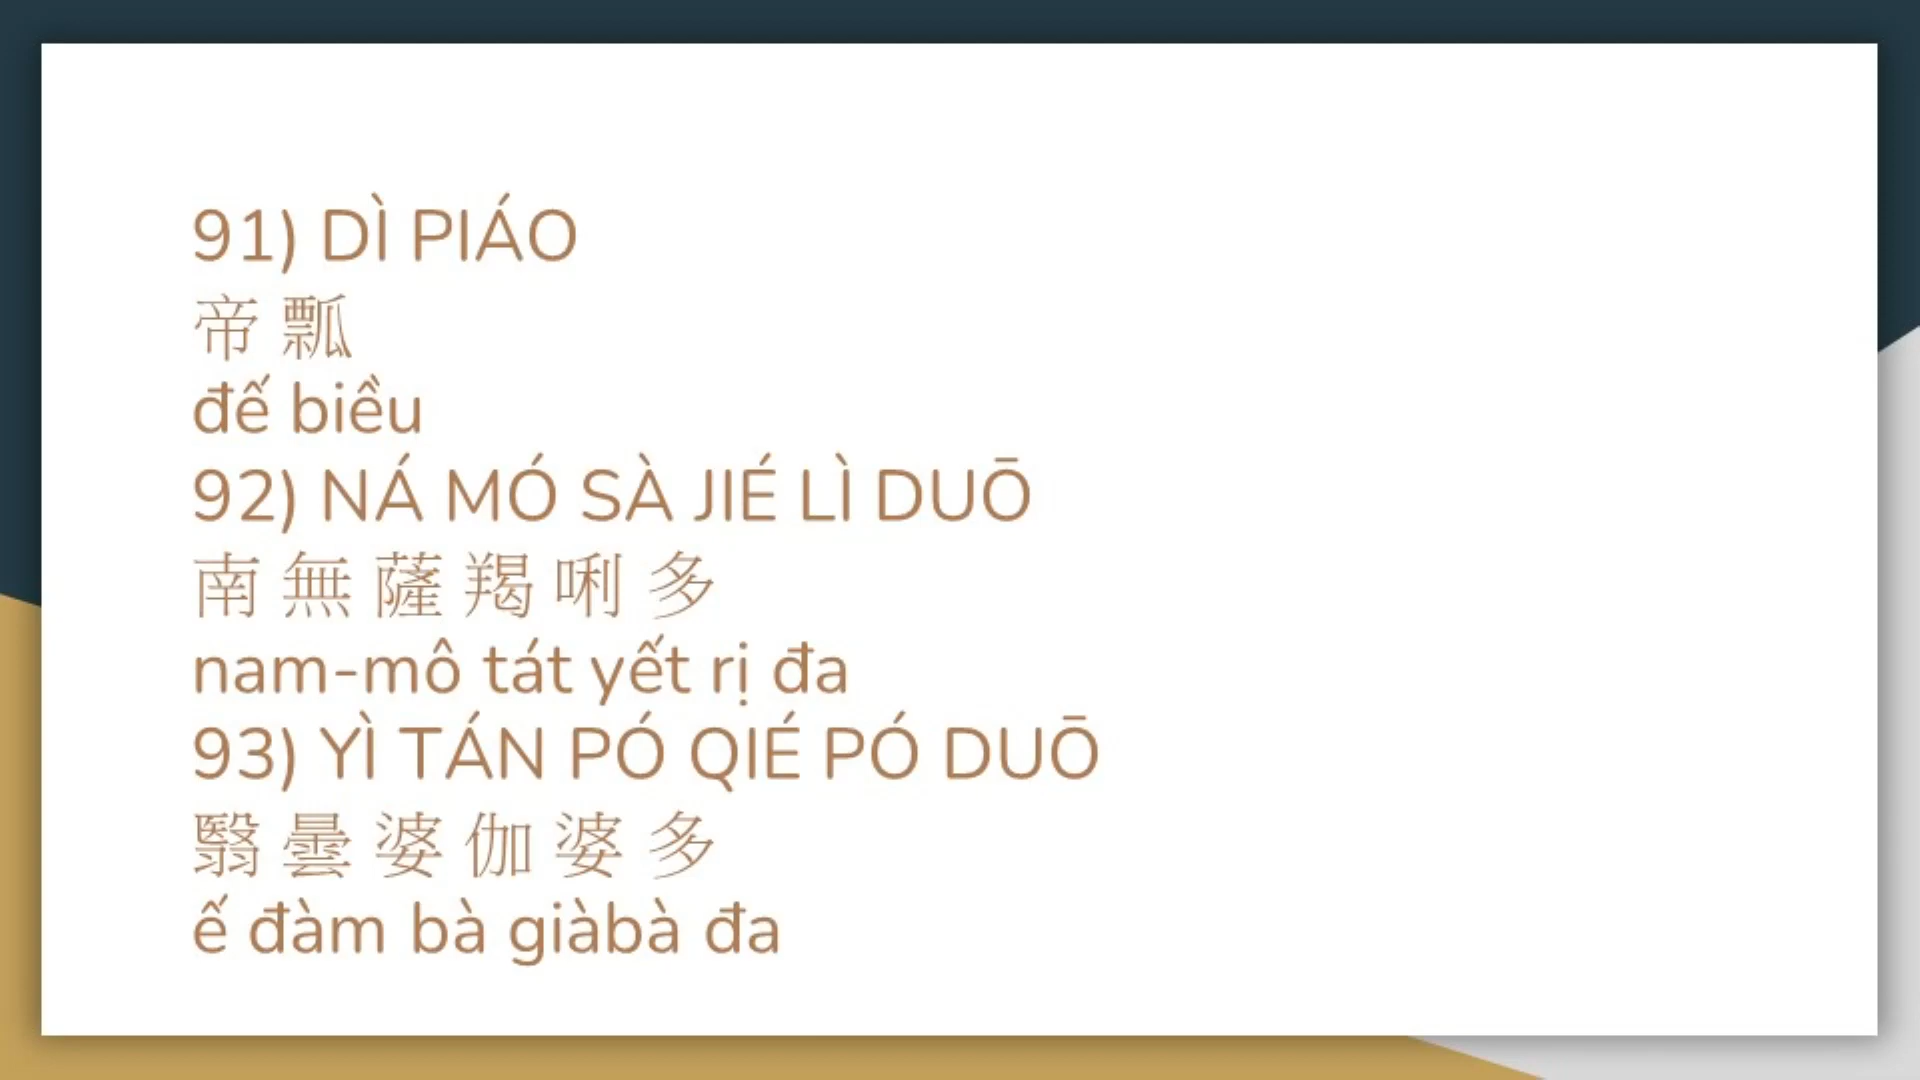 91) DÌ PIÁO
帝 瓢
đế biều
92) NÁ MÓ SÀ JIÉ LÌ DUŌ
南 無 薩 羯 唎 多
nam-mô tát yết rị đa
93) YÌ TÁN PÓ QIÉ PÓ DUŌ
翳 曇 婆 伽 婆 多
ế đàm bà giàbà đa